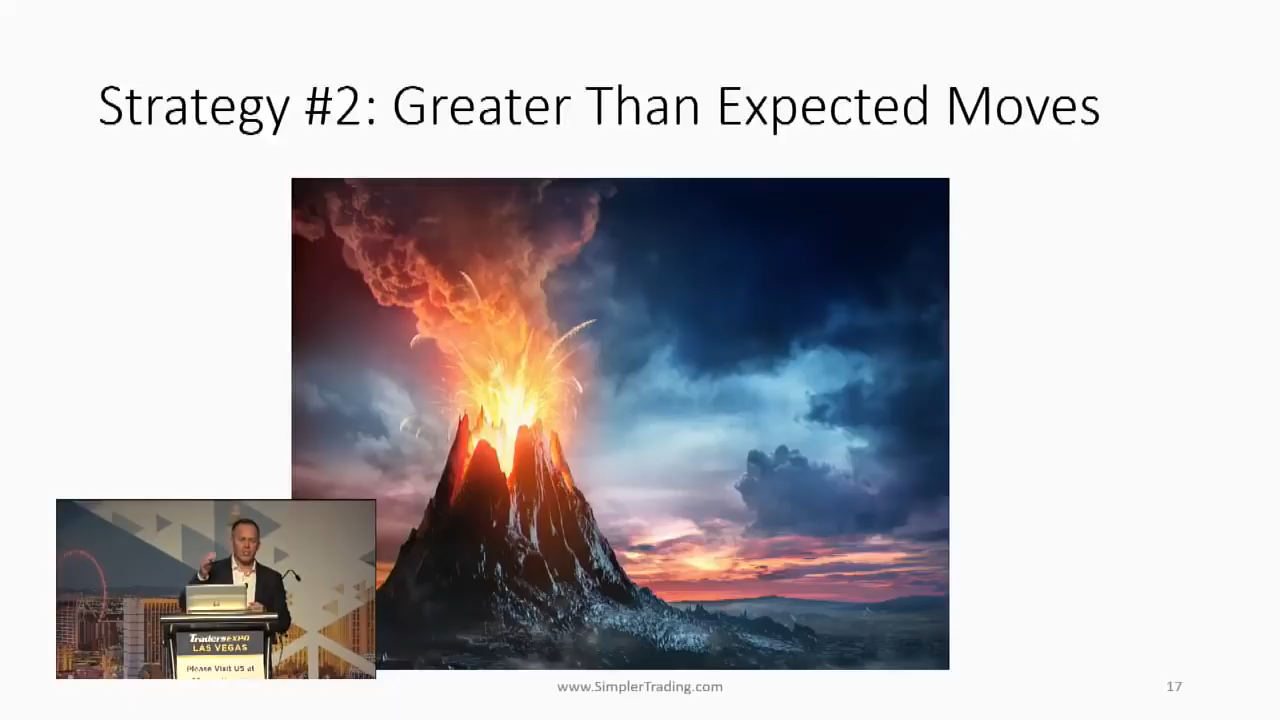 Strategy #2: Greater Than Expected Moves
TradersEXPO
LAS VEGAS
Please Visit US at
www.SimplerTrading.com
17